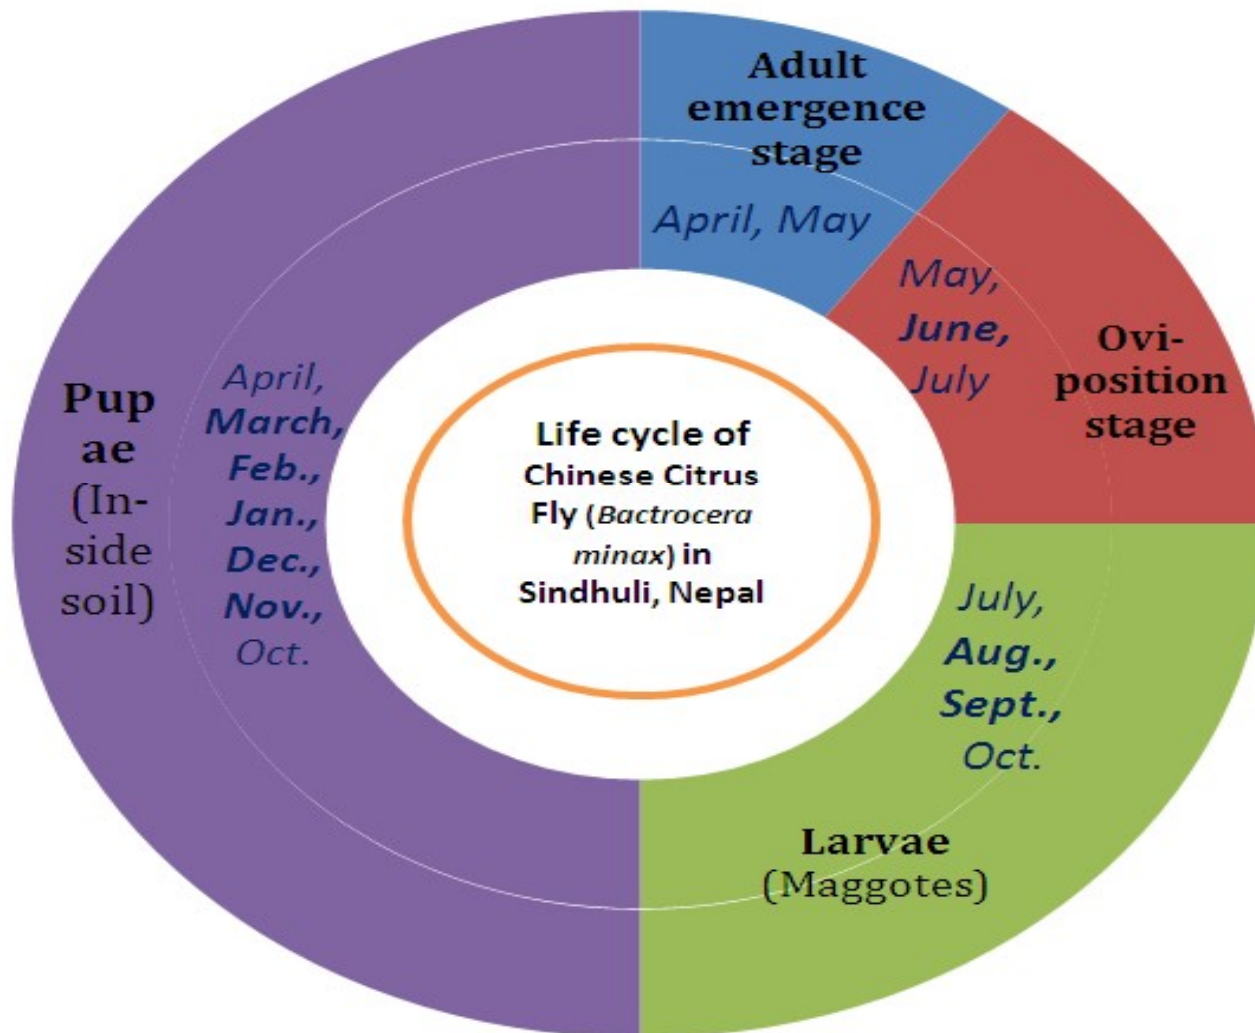 Adult
emergence
stage
April, May
May,
June,
July
Ovi-
position
stage
July,
Aug.,
Sept.,
Oct.
Larvae
(Maggotes)
Pup
ae
(In-
side
soil)
April,
March,
Feb.,
Jan.,
Dec.,
Nov.,
Oct.
Life cycle of
Chinese Citrus
Fly (Bactrocera
minax) in
Sindhuli, Nepal